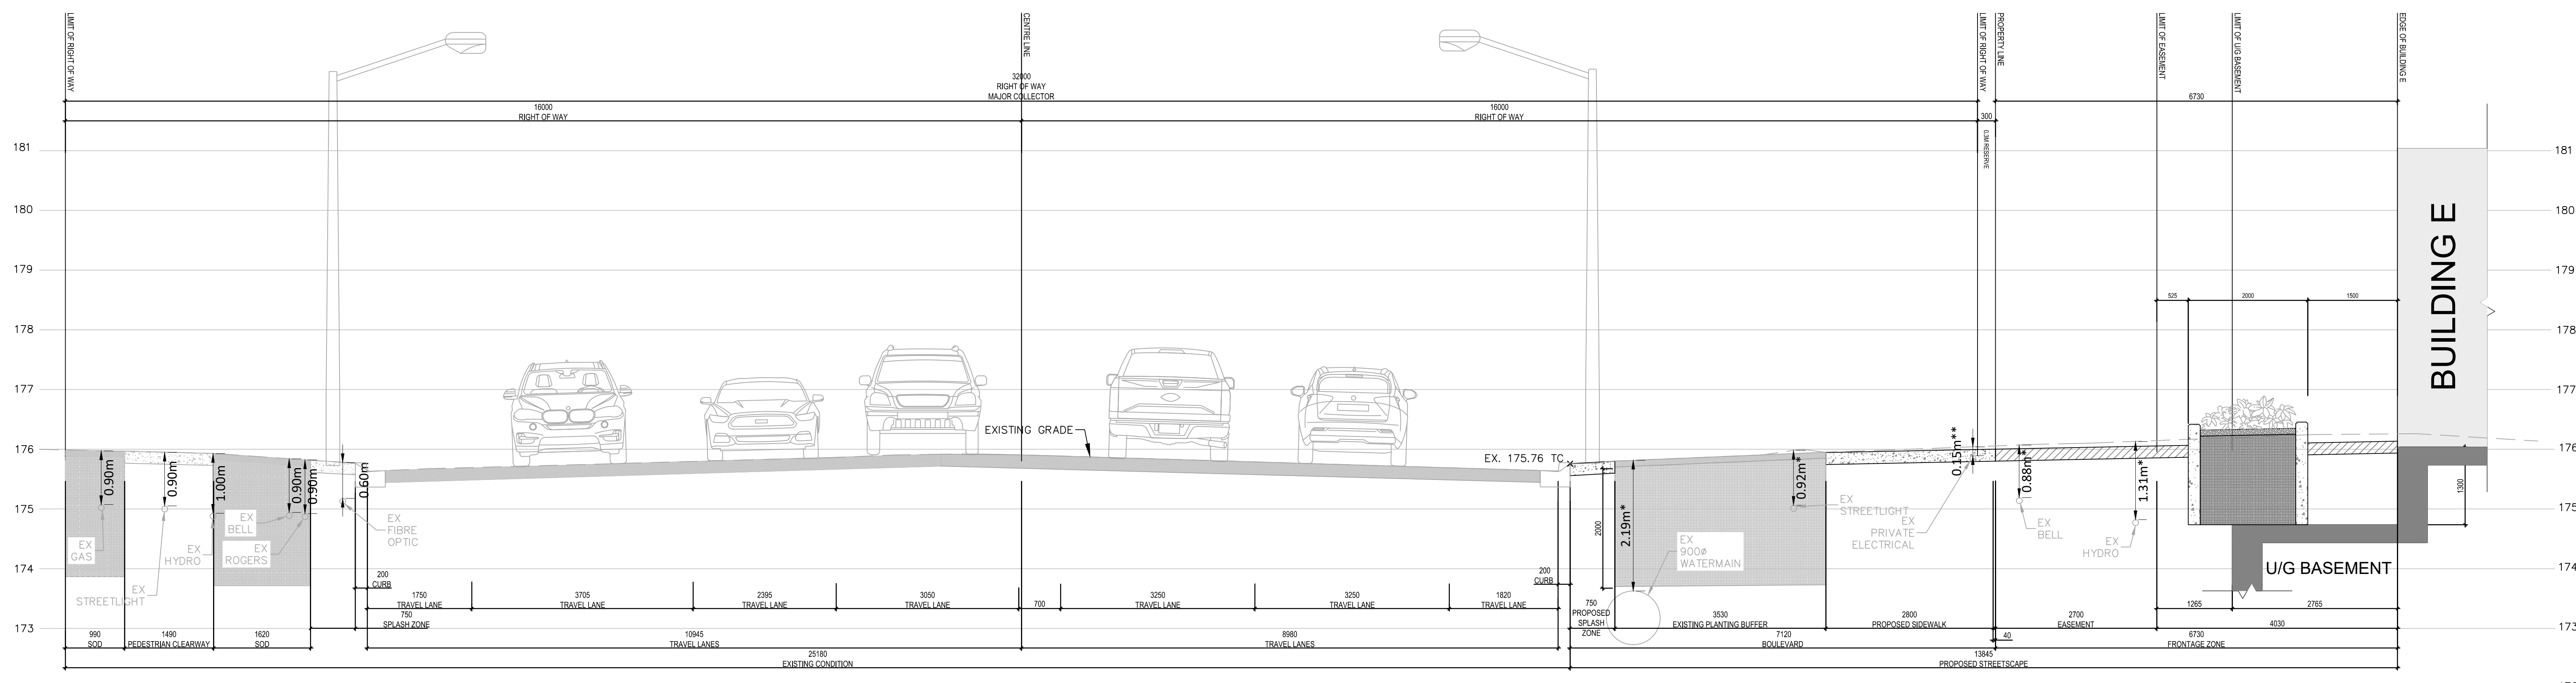 LIMIT OF RIGHT OF WAY
CENTRE LINE
LIMIT OF RIGHT OF WAY
PROPERTY LINE
LIMIT OF EASEMENT
LIMIT OF U/G BASEMENT
EDGE OF BUILDING E
32000
RIGHT OF WAY
MAJOR COLLECTOR
6730
16000
RIGHT OF WAY
16000
RIGHT OF WAY
300
0.3M RESERVE
181
181
180
180
179
179
178
178
177
177
176
176
175
175
174
174
173
173
525
2000
1500
BUILDING E
EXISTING GRADE
EX. 175.76 TC
0.90m
0.90m
1.00m
0.90m
0.90m
0.60m
EX
GAS
EX
STREETLIGHT
EX
HYDRO
EX
BELL
EX
ROGERS
EX
FIBRE
OPTIC
2000
2.19m*
0.92m*
0.15m**
0.88m*
1.31m*
EX
900ø
WATERMAIN
EX
STREETLIGHT
EX
PRIVATE
ELECTRICAL
EX
BELL
EX
HYDRO
1300
U/G BASEMENT
200
CURB
1750
TRAVEL LANE
3705
TRAVEL LANE
2395
TRAVEL LANE
3050
TRAVEL LANE
700
3250
TRAVEL LANE
3250
TRAVEL LANE
1820
TRAVEL LANE
200
CURB
750
SPLASH ZONE
750
PROPOSED
SPLASH
ZONE
3530
EXISTING PLANTING BUFFER
2800
PROPOSED SIDEWALK
2700
EASEMENT
1265
2765
4030
990
SOD
1490
PEDESTRIAN CLEARWAY
1620
SOD
10945
TRAVEL LANES
8980
TRAVEL LANES
7120
BOULEVARD
40
6730
FRONTAGE ZONE
25180
EXISTING CONDITION
13845
PROPOSED STREETSCAPE